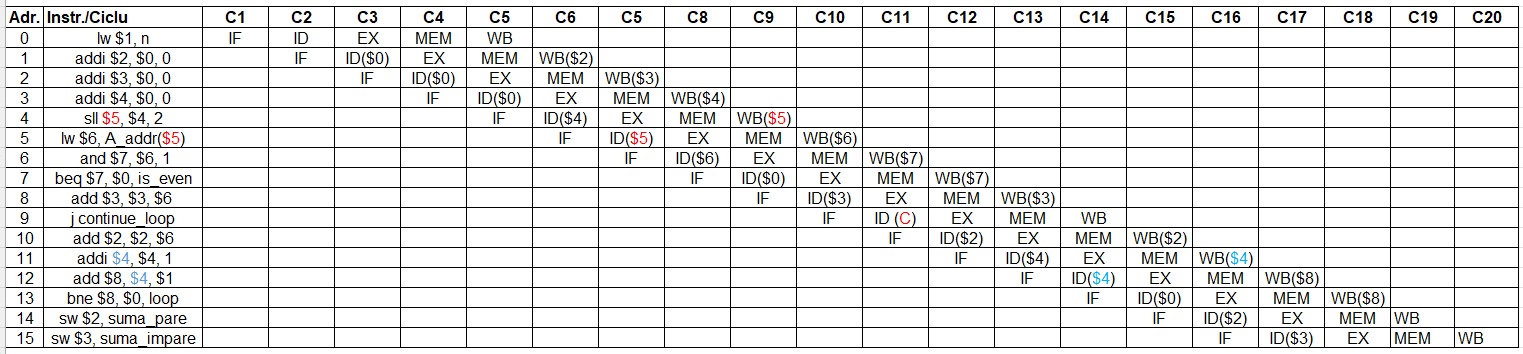 Adr. Instr./Ciclu C1 C2 C3 C4 C5 C6 C5 C8 C9 C10 C11 C12 C13 C14 C15 C16 C17 C18 C19 C20
0 lw $1, n IF ID EX MEM WB
1 addi $2, $0, 0 IF ID($0) EX MEM WB($2)
2 addi $3, $0, 0 IF ID($0) EX MEM WB($3)
3 addi $4, $0, 0 IF ID($0) EX MEM WB($4)
4 sll $5, $4, 2 IF ID($4) EX MEM WB($5)
5 lw $6, A_addr($5) IF ID($5) EX MEM WB($6)
6 and $7, $6, 1 IF ID($6) EX MEM WB($7)
7 beq $7, $0, is_even IF ID($0) EX MEM WB($7)
8 add $3, $3, $6 IF ID($3) EX MEM WB($3)
9 j continue_loop IF ID (C) EX MEM WB
10 add $2, $2, $6 IF ID($2) EX MEM WB($2)
11 addi $4, $4, 1 IF ID($4) EX MEM WB($4)
12 add $8, $4, $1 IF ID($4) EX MEM WB($8)
13 bne $8, $0, loop IF ID($0) EX MEM WB($8)
14 sw $2, suma_pare IF ID($2) EX MEM WB
15 sw $3, suma_impare IF ID($3) EX MEM WB